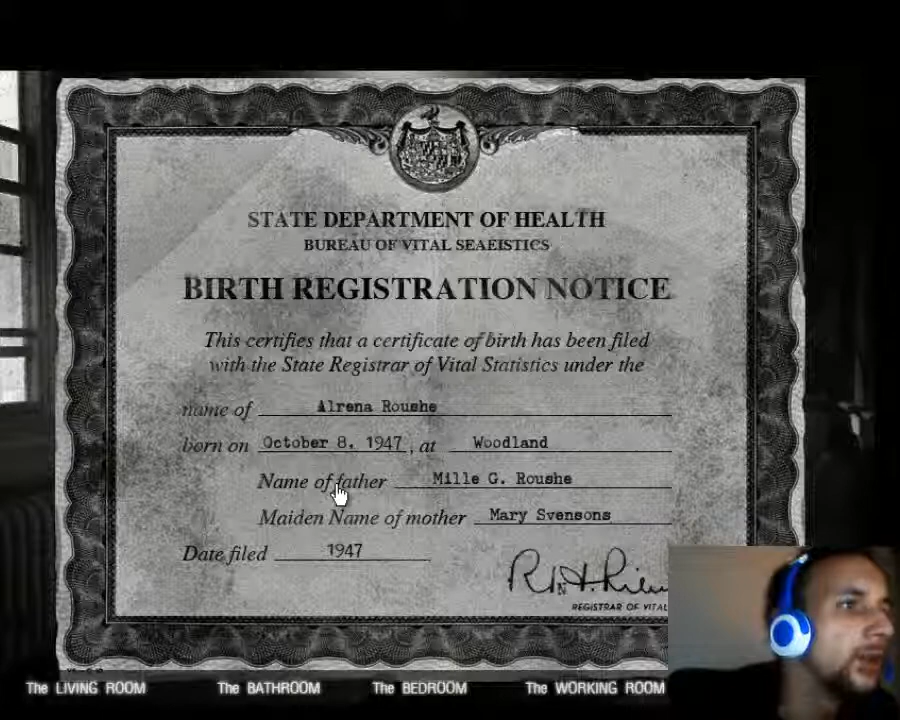 STATE DEPARTMENT OF HEALTH
BUREAU OF VITAL SEAEISTICS
BIRTH REGISTRATION NOTICE
This certifies that a certificate of birth has been filed
with the State Registrar of Vital Statistics under the
name of Alrena Roushe
born on October 8. 1947, at Woodland
Name of father Mille G. Roushe
Maiden Name of mother Mary Svensons
Date filed 1947
REGISTRAR OF VITAL
The LIVING ROOM The BATHROOM The BEDROOM The WORKING ROOM